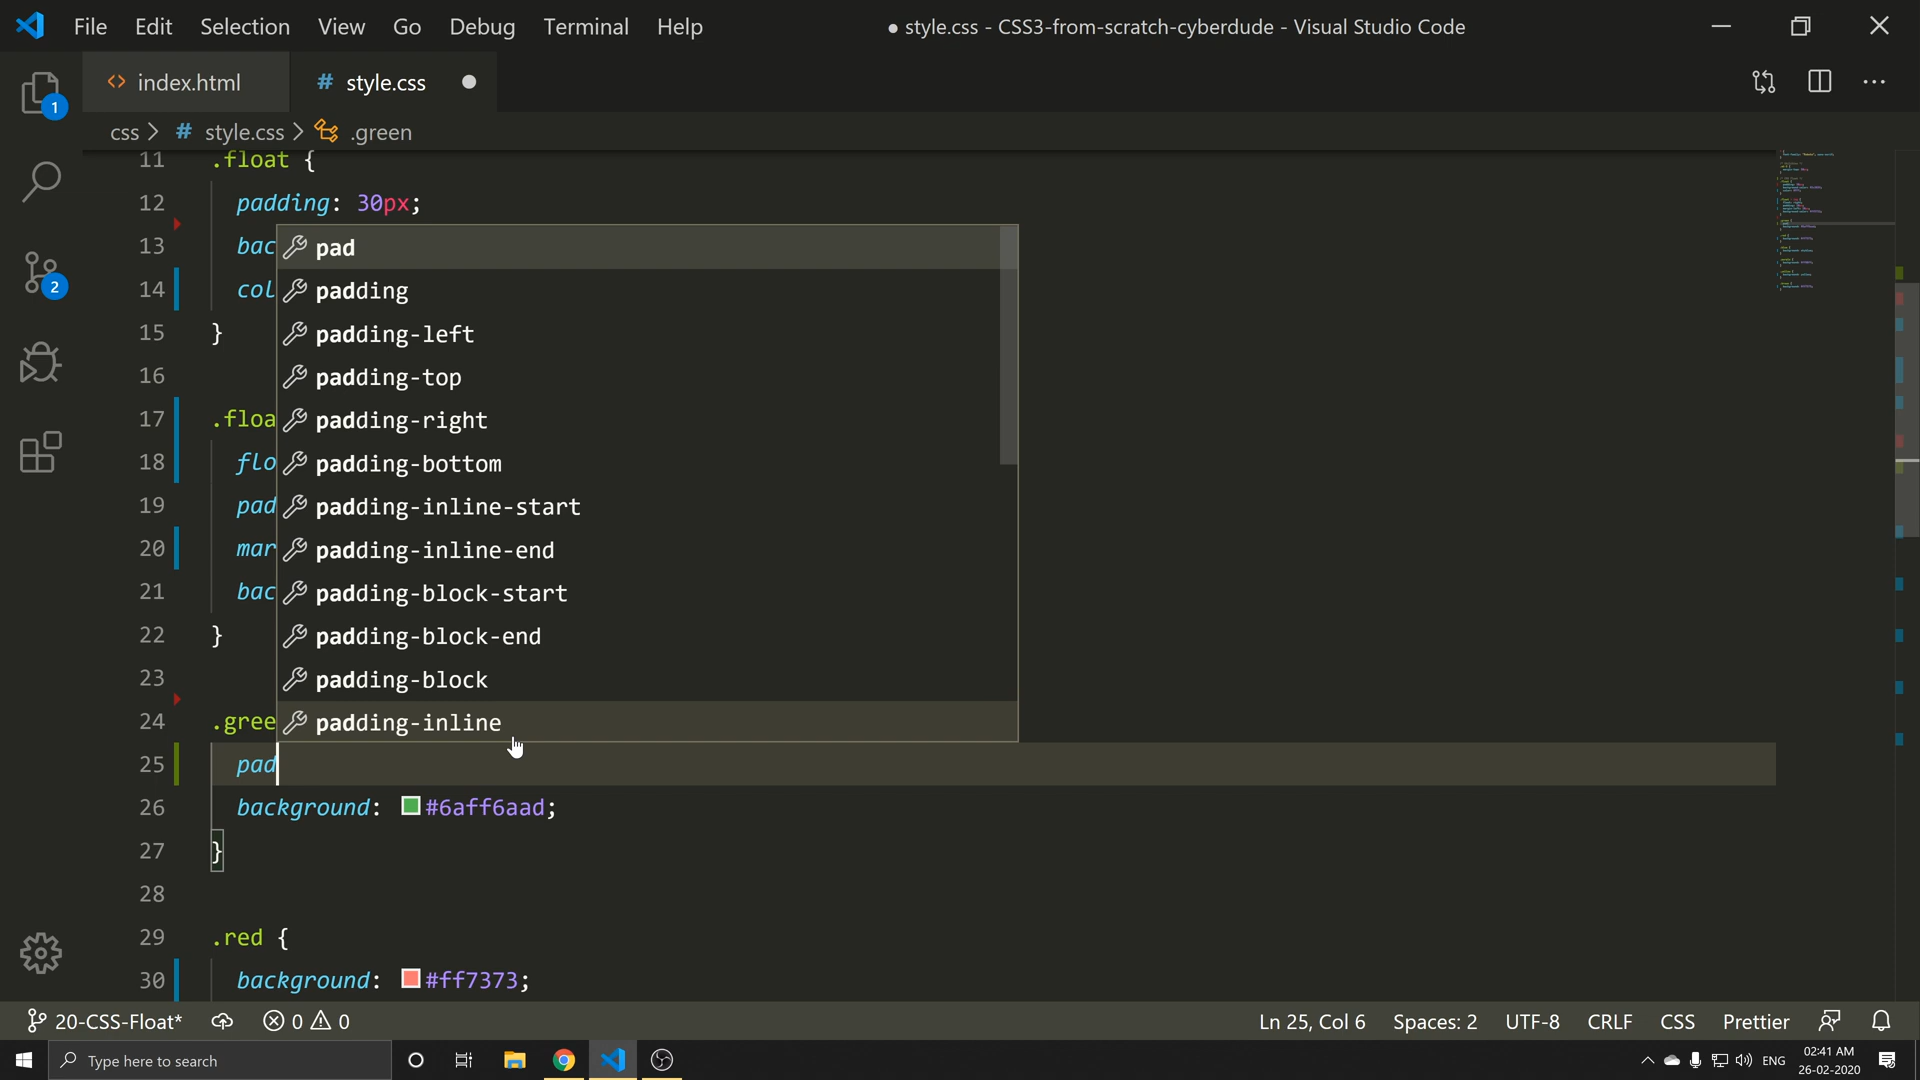 File Edit Selection View Go Debug Terminal Help
● style.css - CSS3-from-scratch-cyberdude - Visual Studio Code
<> index.html
# style.css ●
1
css > # style.css > .green
2
11 .float {
12 padding: 30px;
13 bac
14 col
15 }
16
17 .floa
18 flo
19 pad
20 mar
21 bac
22 }
23
24 .gree
25 pad
26 background: #6aff6aad;
27 }
28
29 .red {
30 background: #ff7373;
pad
padding
padding-left
padding-top
padding-right
padding-bottom
padding-inline-start
padding-inline-end
padding-block-start
padding-block-end
padding-block
padding-inline
20-CSS-Float* 0 0
Ln 25, Col 6 Spaces: 2 UTF-8 CRLF CSS Prettier
Type here to search
ENG
02:41 AM
26-02-2020